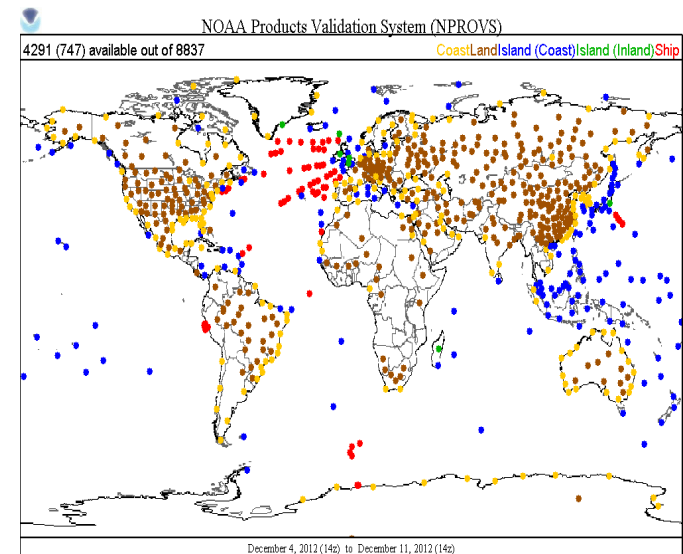 NOAA Products Validation System (NPROVS)
4291 (747) available out of 8837 CoastLandIsland (Coast)Island (Inland)Ship
December 4, 2012 (14z) to December 11, 2012 (14z)